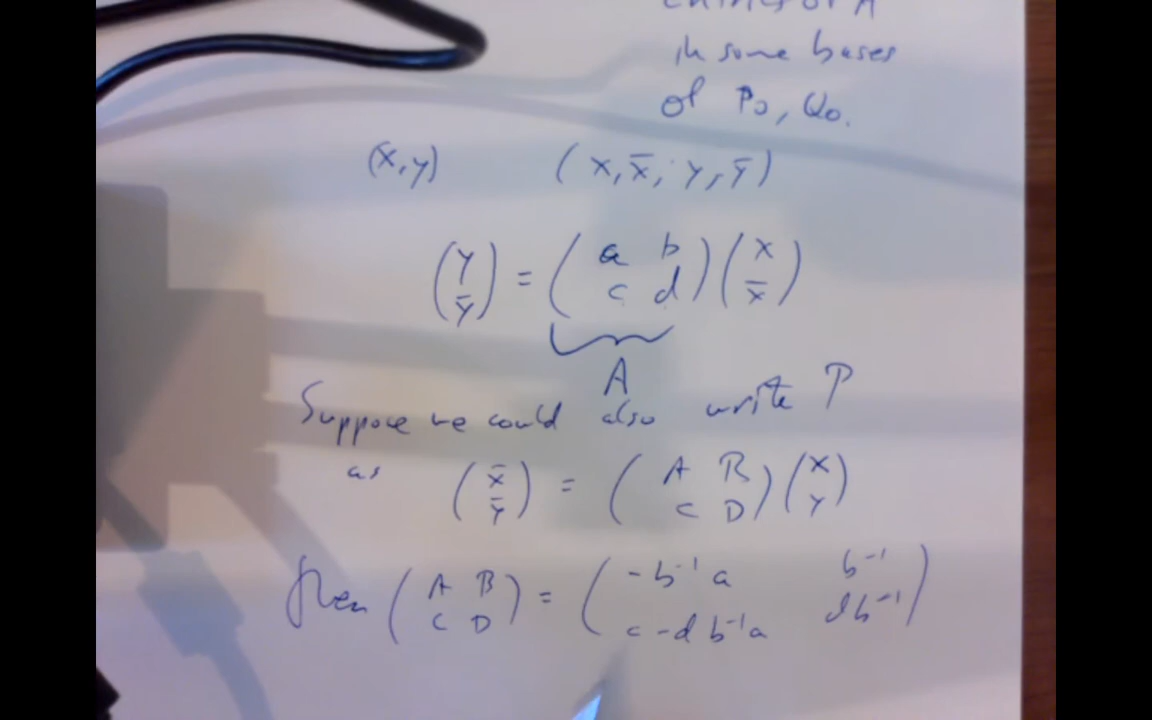 in some bases
of P₀, Q₀.
(x,y) (x, x̄, y, ȳ)
(y ȳ) = (a b c d)(x x̄)
A
Suppose we could also write P
as (x̄ ȳ) = (A B C D)(x y)
then (A B C D) = (-b⁻¹a b⁻¹ c-db⁻¹a db⁻¹)